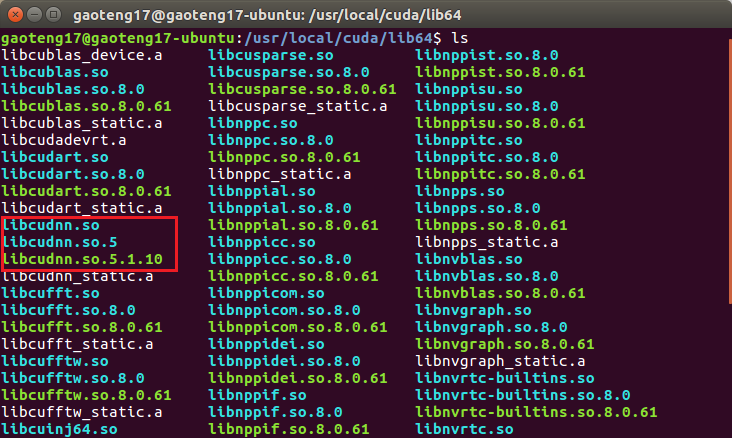 gaoteng17@gaoteng17-ubuntu: /usr/local/cuda/lib64
gaoteng17@gaoteng17-ubuntu:/usr/local/cuda/lib64$ ls
libcublas_device.a libcusparse.so libnppist.so.8.0
libcublas.so libcusparse.so.8.0 libnppist.so.8.0.61
libcublas.so.8.0 libcusparse.so.8.0.61 libnppisu.so
libcublas.so.8.0.61 libcusparse_static.a libnppisu.so.8.0
libcublas_static.a libnppc.so libnppisu.so.8.0.61
libcudadevrt.a libnppc.so.8.0 libnppitc.so
libcudart.so libnppc.so.8.0.61 libnppitc.so.8.0
libcudart.so.8.0 libnppc_static.a libnppitc.so.8.0.61
libcudart.so.8.0.61 libnppial.so libnpps.so
libcudart_static.a libnppial.so.8.0 libnpps.so.8.0
libcudnn.so libnppial.so.8.0.61 libnpps.so.8.0.61
libcudnn.so.5 libnppicc.so libnpps_static.a
libcudnn.so.5.1.10 libnppicc.so.8.0 libnvblas.so
libcudnn_static.a libnppicc.so.8.0.61 libnvblas.so.8.0
libcufft.so libnppicom.so libnvblas.so.8.0.61
libcufft.so.8.0 libnppicom.so.8.0 libnvgraph.so
libcufft.so.8.0.61 libnppicom.so.8.0.61 libnvgraph.so.8.0
libcufft_static.a libnppidei.so libnvgraph.so.8.0.61
libcufftw.so libnppidei.so.8.0 libnvgraph_static.a
libcufftw.so.8.0 libnppidei.so.8.0.61 libnvrtc-builtins.so
libcufftw.so.8.0.61 libnppif.so libnvrtc-builtins.so.8.0
libcufftw_static.a libnppif.so.8.0 libnvrtc-builtins.so.8.0.61
libcuinj64.so libnppif.so.8.0.61 libnvrtc.so